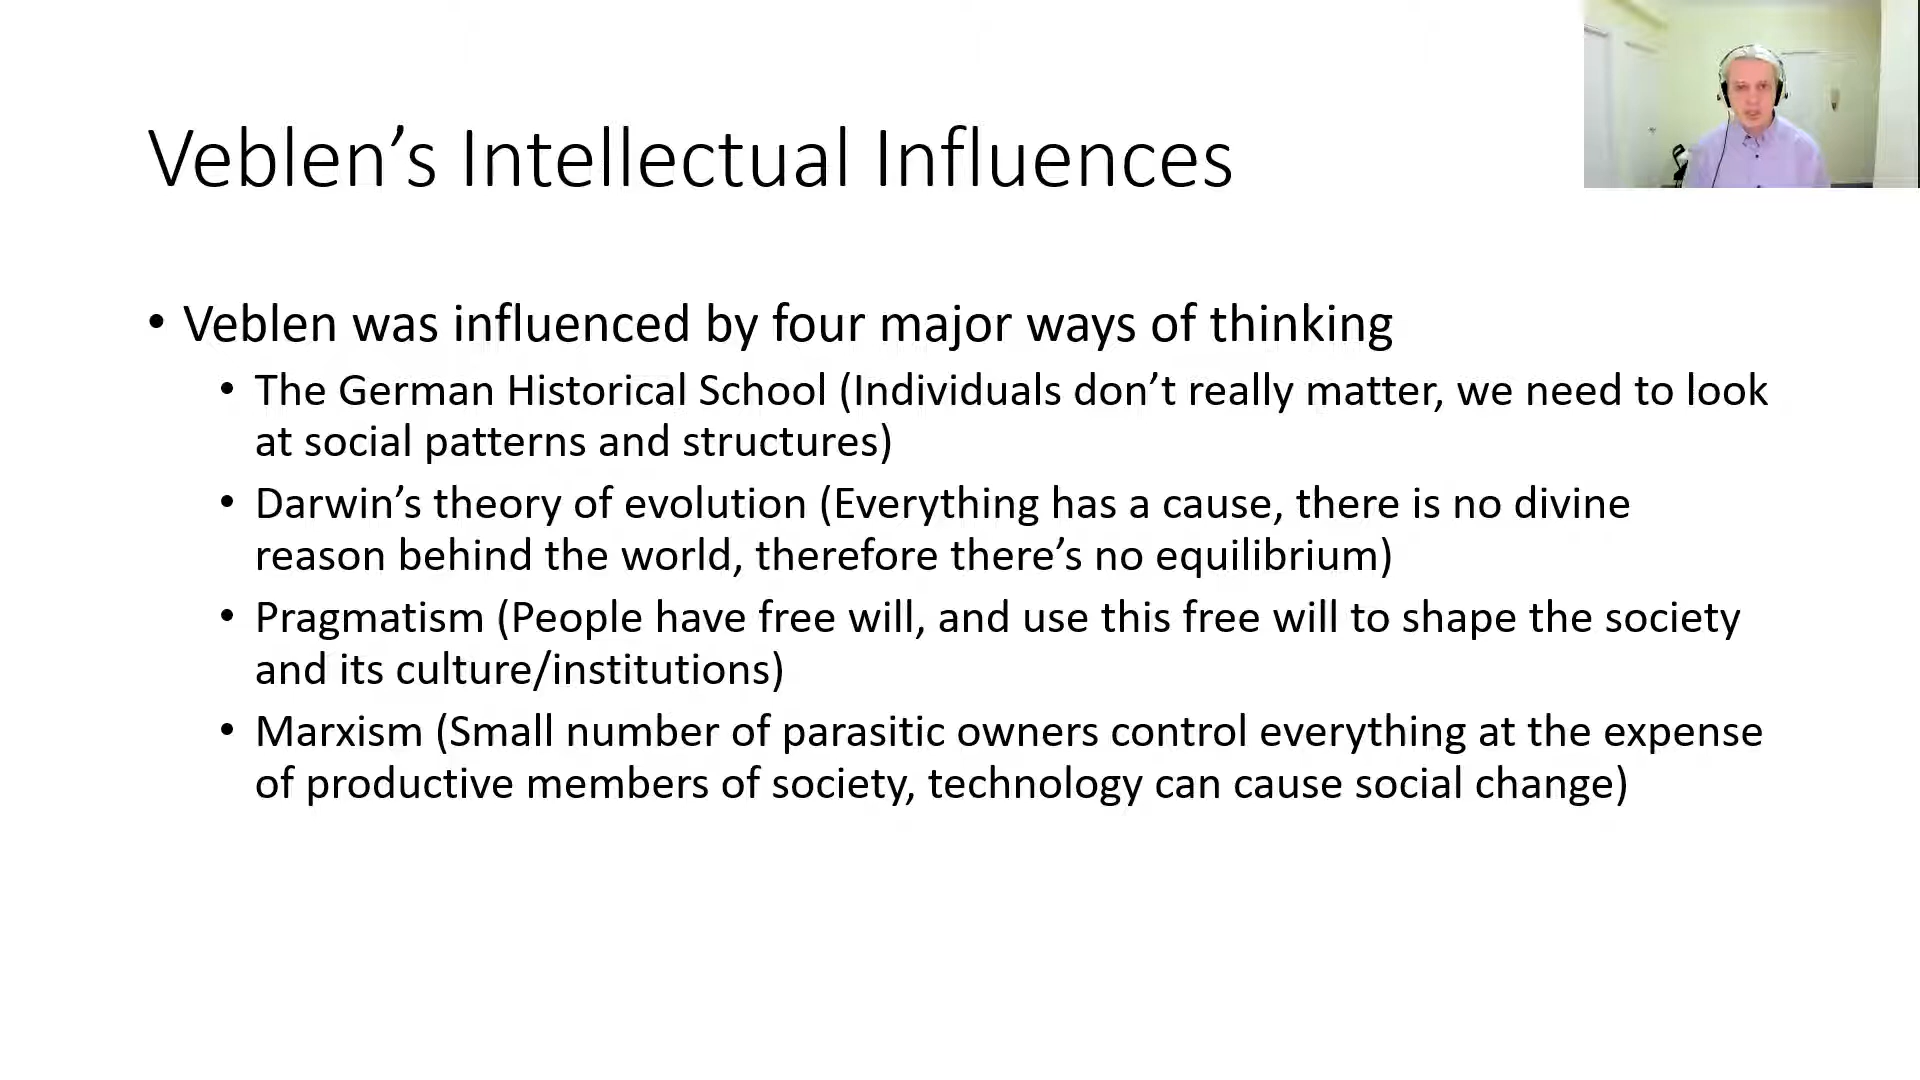 Veblen’s Intellectual Influences
• Veblen was influenced by four major ways of thinking
• The German Historical School (Individuals don’t really matter, we need to look
at social patterns and structures)
• Darwin’s theory of evolution (Everything has a cause, there is no divine
reason behind the world, therefore there’s no equilibrium)
• Pragmatism (People have free will, and use this free will to shape the society
and its culture/institutions)
• Marxism (Small number of parasitic owners control everything at the expense
of productive members of society, technology can cause social change)